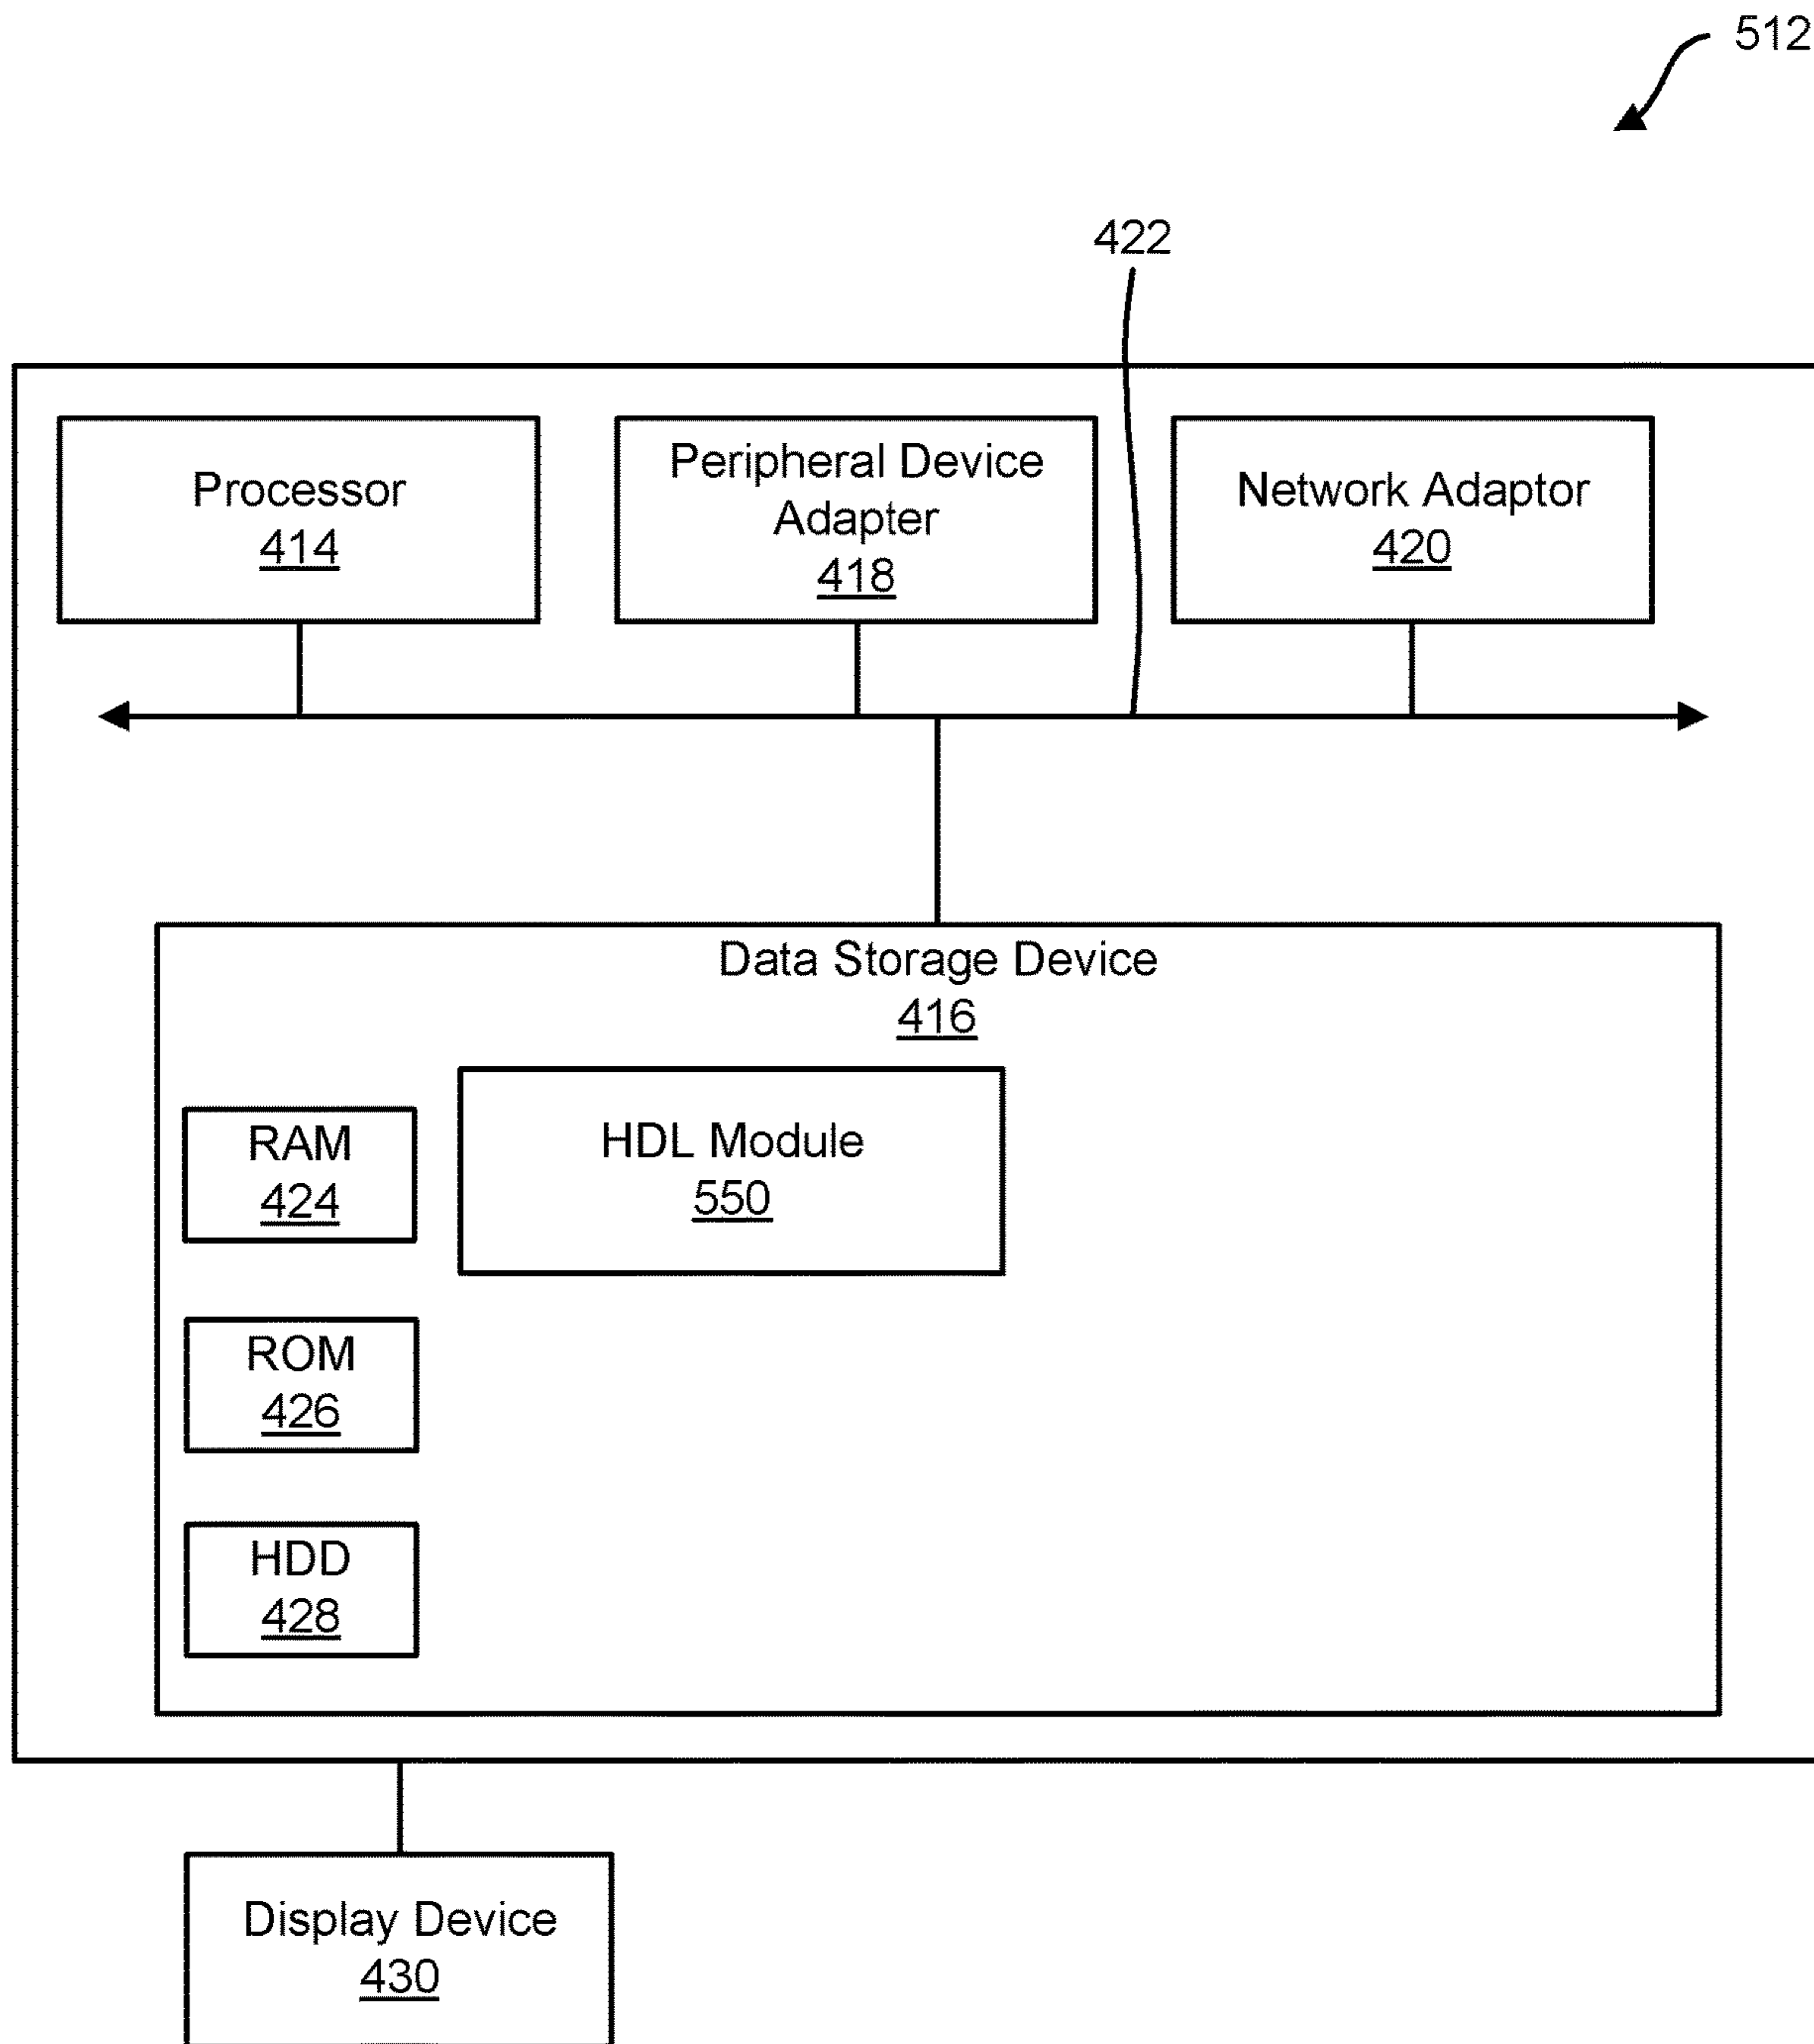 512
422
Processor
414
Peripheral Device
Adapter
418
Network Adaptor
420
Data Storage Device
416
RAM
424
HDL Module
550
ROM
426
HDD
428
Display Device
430